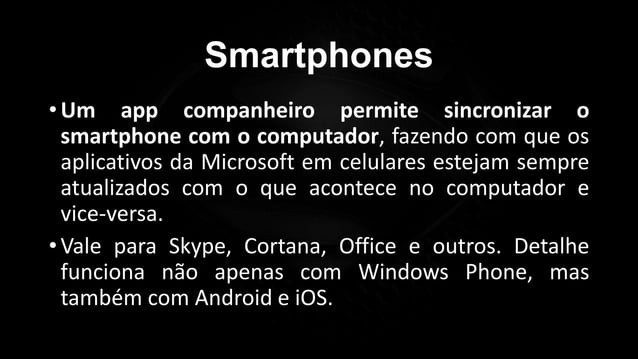 Smartphones
• Um app companheiro permite sincronizar o
smartphone com o computador, fazendo com que os
aplicativos da Microsoft em celulares estejam sempre
atualizados com o que acontece no computador e
vice-versa.
• Vale para Skype, Cortana, Office e outros. Detalhe
funciona não apenas com Windows Phone, mas
também com Android e iOS.